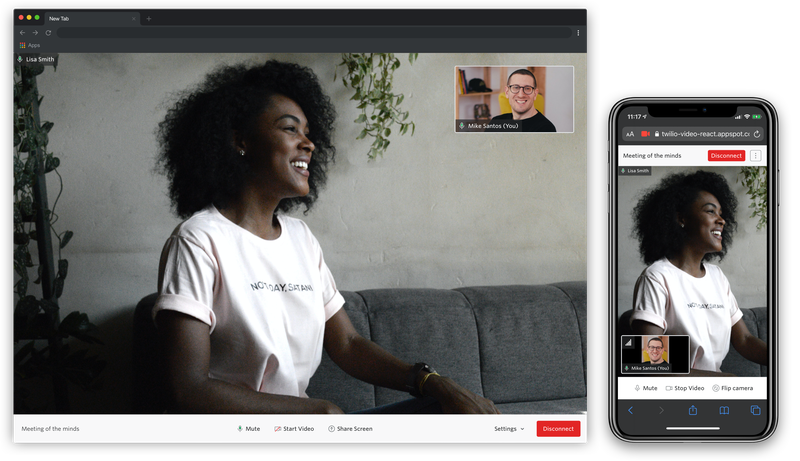 New Tab
Apps
Lisa Smith
Mike Santos (You)
NOT DAY, SATAN!
Meeting of the minds
Mute
Start Video
Share Screen
Settings
Disconnect
11:17
AA
twilio-video-react.appspot.c
Meeting of the minds
Disconnect
Lisa Smith
NOT DAY, SATAN!
Mike Santos (You)
Mute
Stop Video
Flip camera